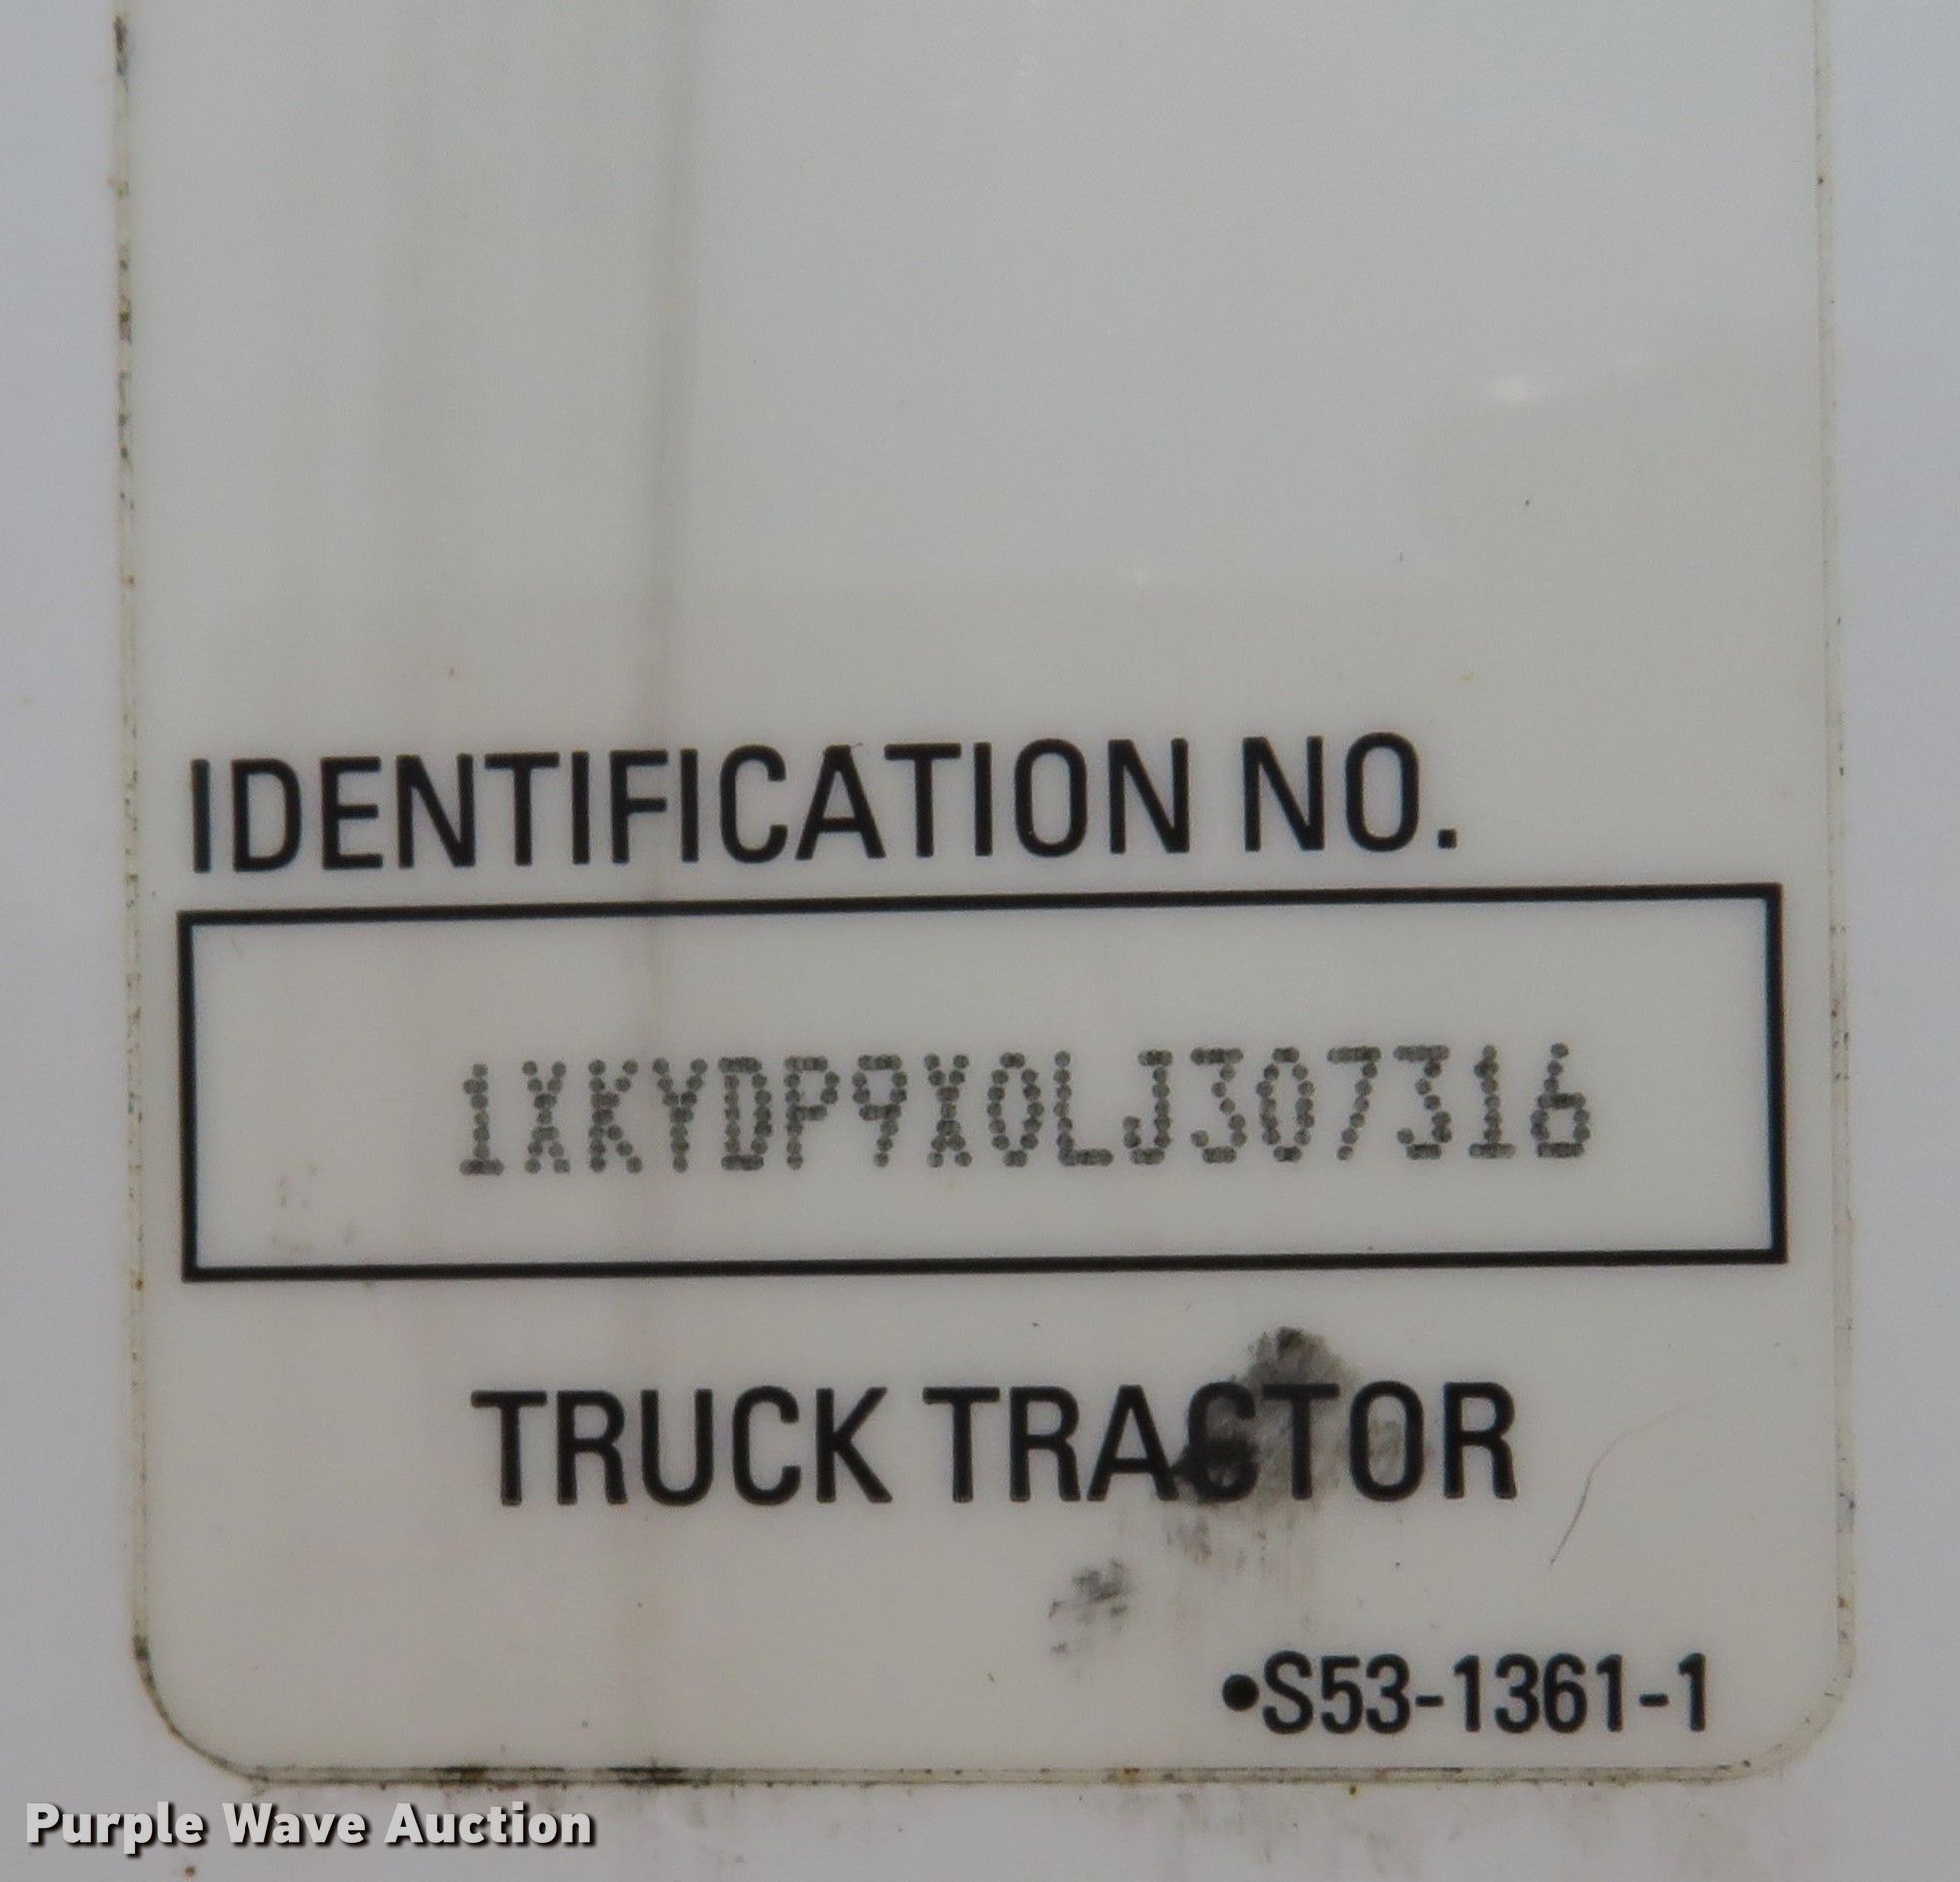 IDENTIFICATION NO.
1XKYDP9X0LJ307316
TRUCK TRACTOR
•S53-1361-1
Purple Wave Auction